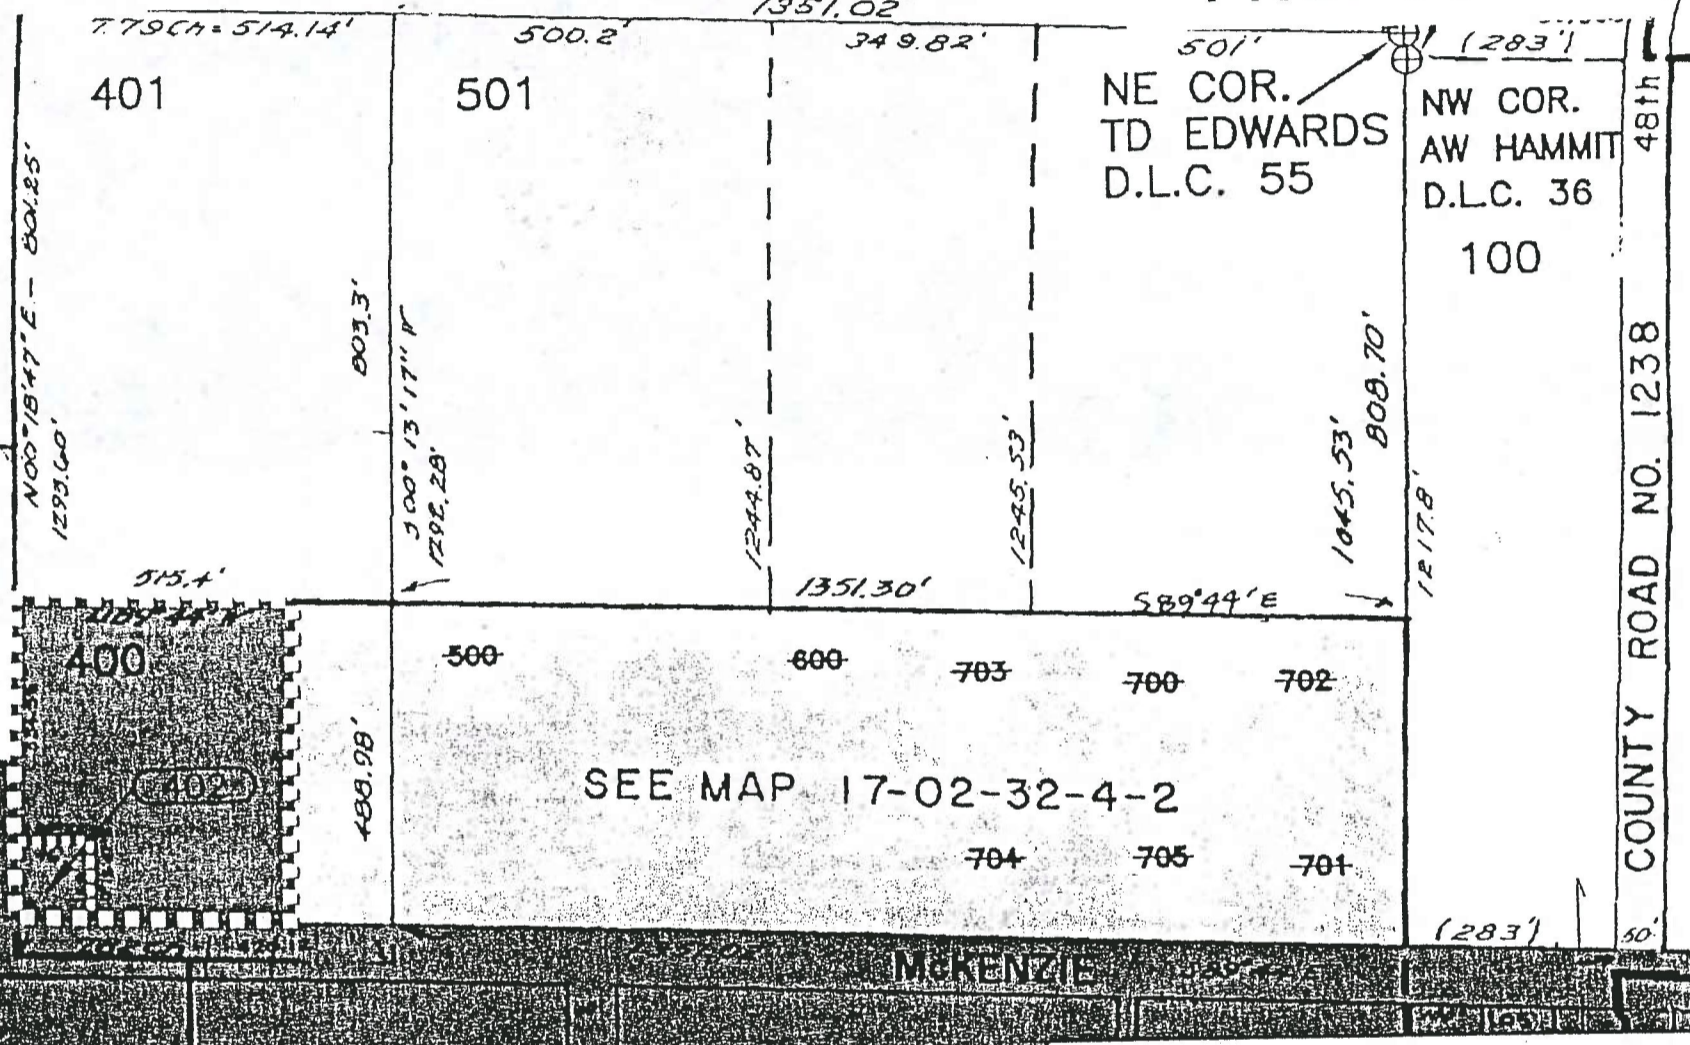 1351.02
7.79Ch = 514.14'
500.2'
349.82'
501'
(283')
401
501
NE COR.
TD EDWARDS
D.L.C. 55
NW COR.
AW HAMMIT
D.L.C. 36
100
48th
COUNTY ROAD NO. 1238
N00°18'47"E - 801.25'
1293.60'
803.3'
S00°13'17"W
1292.28'
1244.87'
1245.53'
1045.53'
808.70'
1217.8'
515.4'
1351.30'
S89°44'E
400
500
600
703
700
702
402
488.98'
SEE MAP 17-02-32-4-2
704
705
701
(283')
50'
McKENZIE